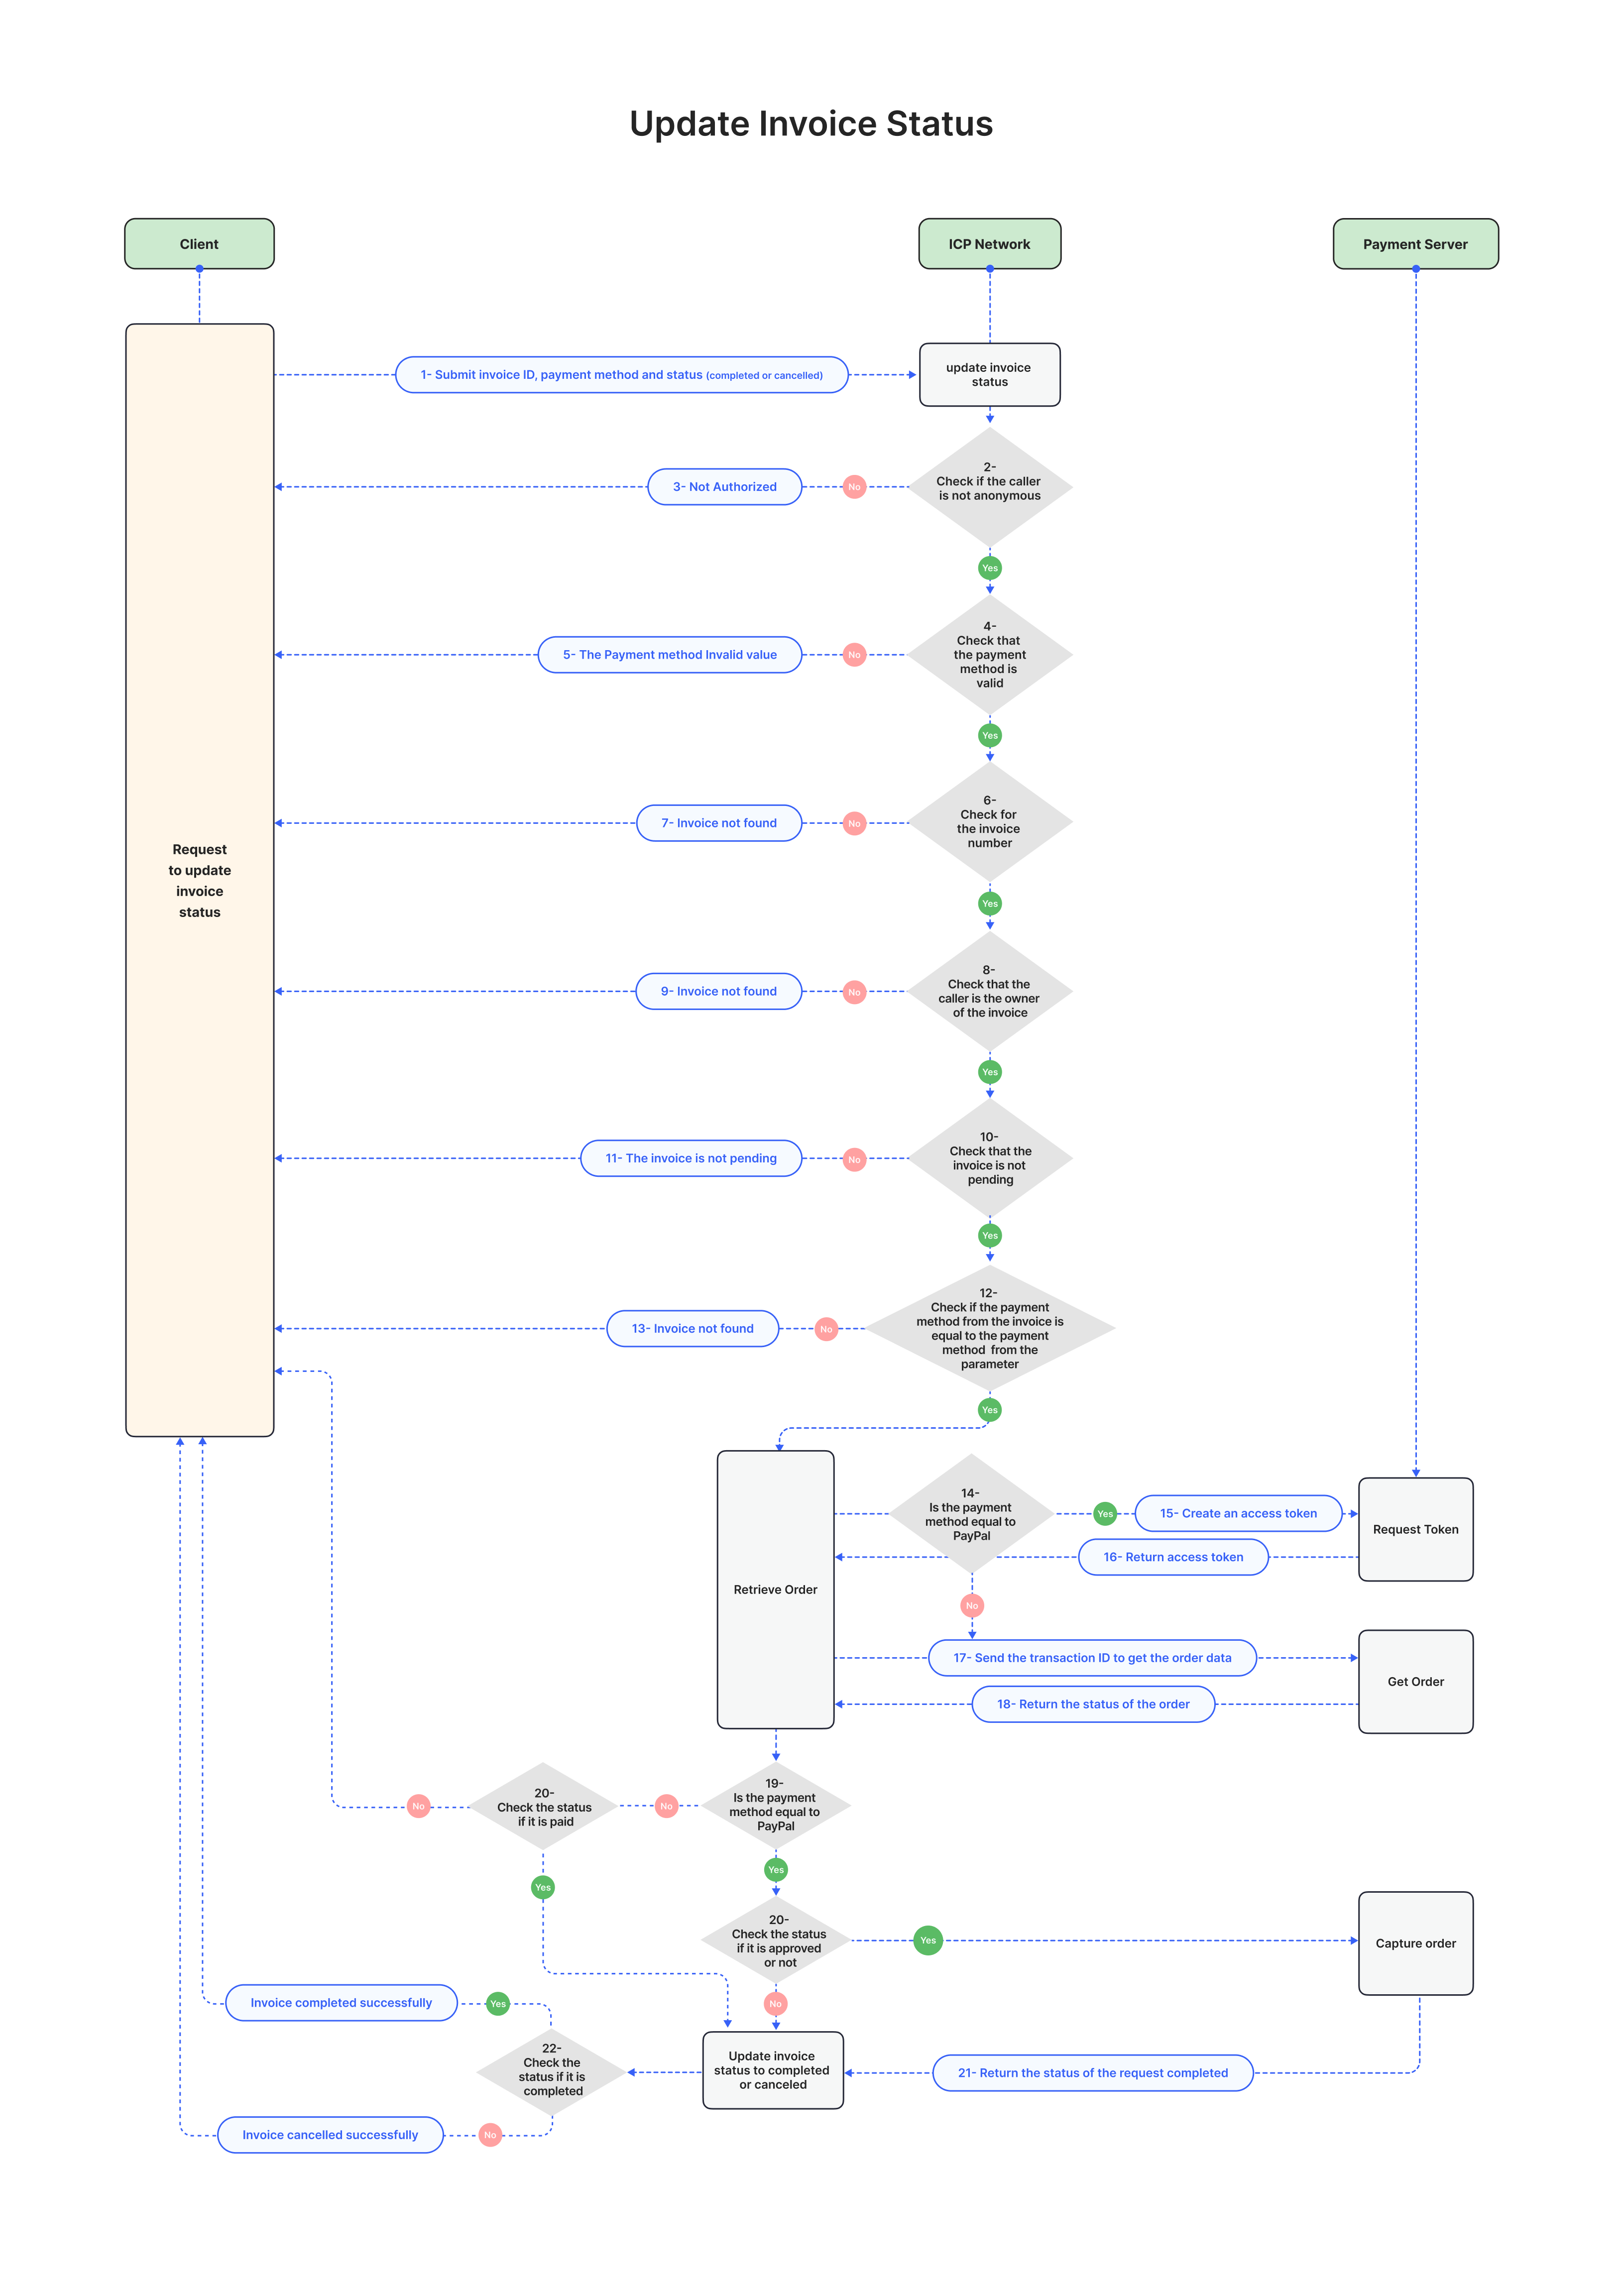 Update Invoice Status
Client
ICP Network
Payment Server
update invoice
status
1- Submit invoice ID, payment method and status (completed or cancelled)
2-
Check if the caller
is not anonymous
No
3- Not Authorized
Yes
4-
Check that
the payment
method is
valid
No
5- The Payment method Invalid value
Yes
6-
Check for
the invoice
number
No
7- Invoice not found
Request
to update
invoice
status
Yes
8-
Check that the
caller is the owner
of the invoice
No
9- Invoice not found
Yes
10-
Check that the
invoice is not
pending
No
11- The invoice is not pending
Yes
12-
Check if the payment
method from the invoice is
equal to the payment
method from the
parameter
No
13- Invoice not found
Yes
Retrieve Order
14-
Is the payment
method equal to
PayPal
Yes
15- Create an access token
Request Token
16- Return access token
No
17- Send the transaction ID to get the order data
Get Order
18- Return the status of the order
19-
Is the payment
method equal to
PayPal
No
20-
Check the status
if it is paid
No
Yes
Yes
20-
Check the status
if it is approved
or not
Yes
Capture order
No
Invoice completed successfully
Yes
22-
Check the
status if it is
completed
Update invoice
status to completed
or canceled
21- Return the status of the request completed
Invoice cancelled successfully
No